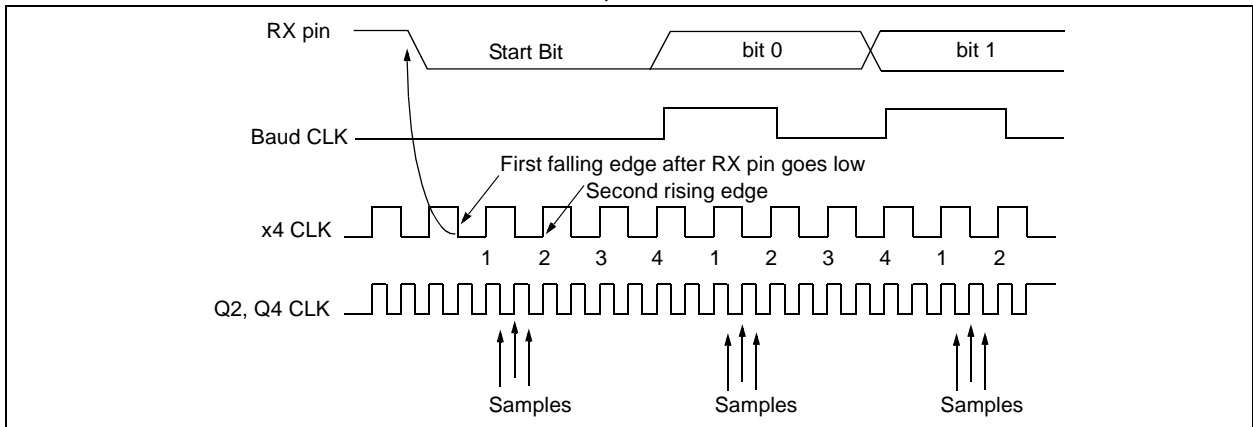 RX pin
Start Bit
bit 0
bit 1
Baud CLK
First falling edge after RX pin goes low
Second rising edge
x4 CLK
1 2 3 4 1 2 3 4 1 2
Q2, Q4 CLK
Samples Samples Samples